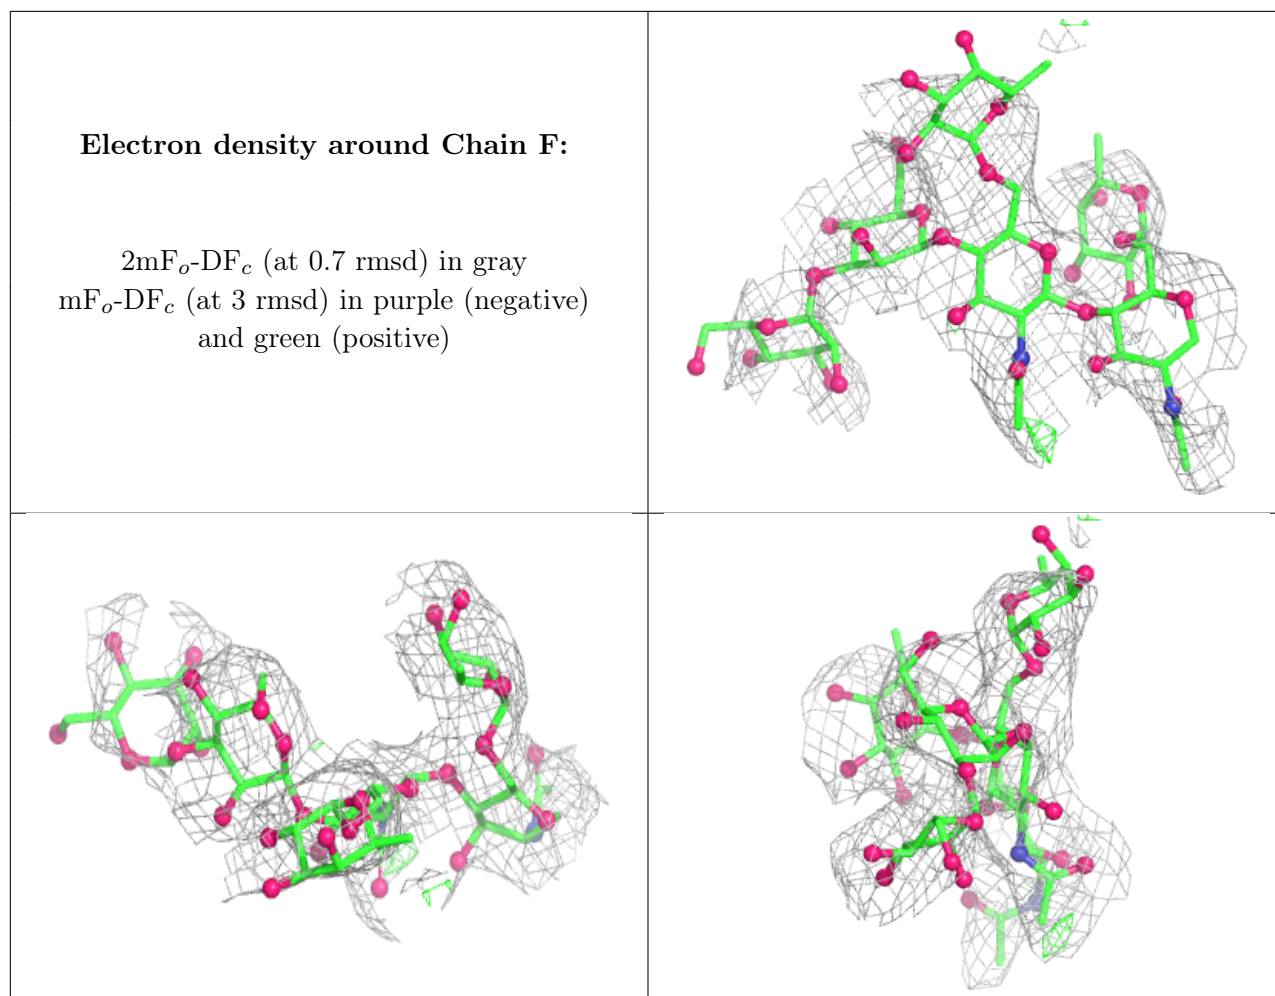 Electron density around Chain F:
2mFₒ-DF𝒸 (at 0.7 rmsd) in gray
mFₒ-DF𝒸 (at 3 rmsd) in purple (negative)
and green (positive)